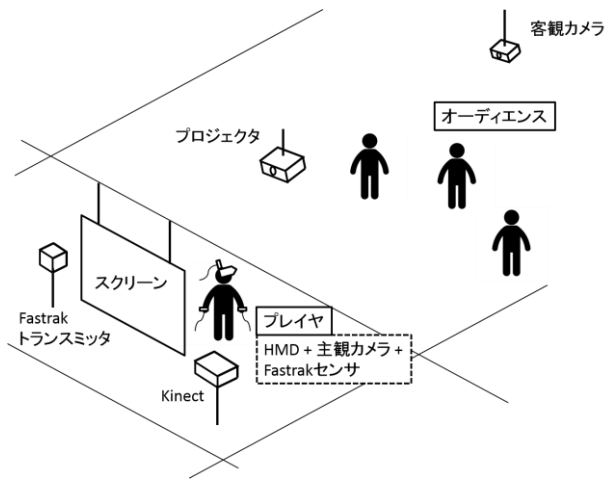 客観カメラ
オーディエンス
プロジェクタ
スクリーン
Fastrak
トランスミッタ
プレイヤ
HMD + 主観カメラ +
Fastrakセンサ
Kinect